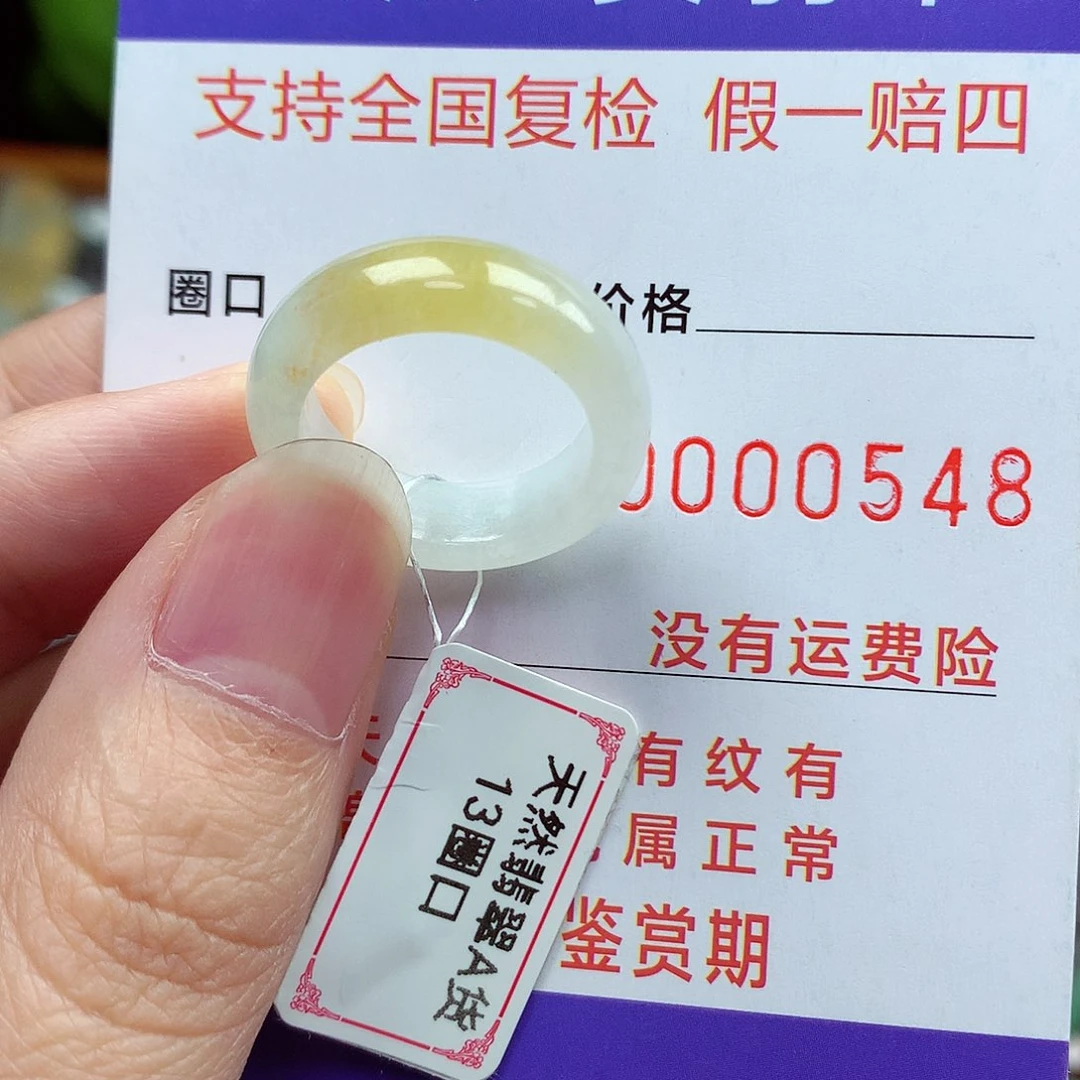 支持全国复检 假一赔四
圈口 价格
0000548
没有运费险
有纹有
属正常
鉴赏期
天然翡翠A货
13圈口